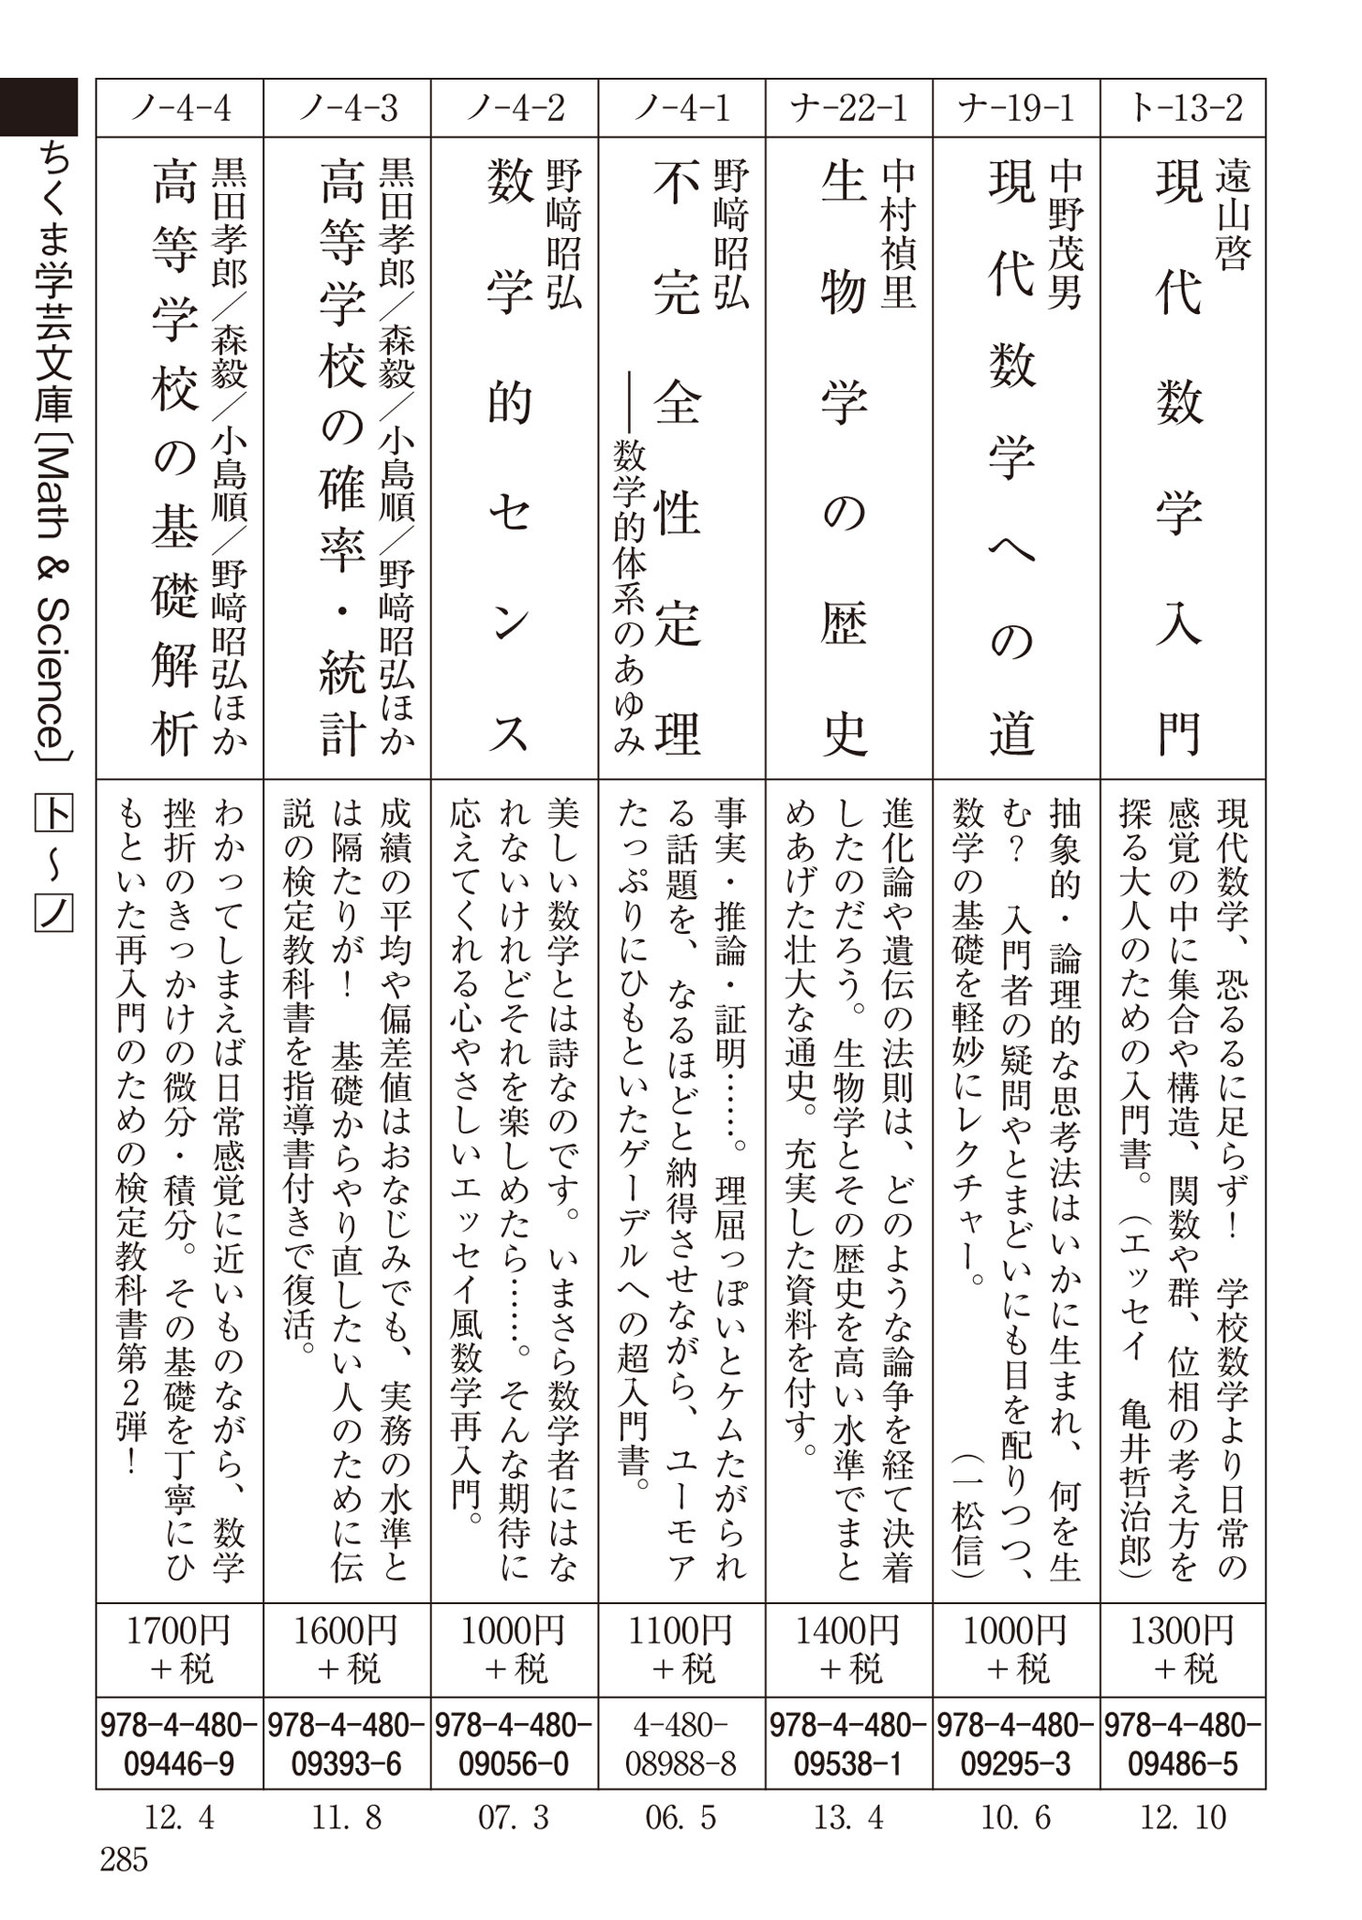 ト-13-2
遠山啓
現代数学入門
現代数学、恐るるに足らず！　学校数学より日常の
感覚の中に集合や構造、関数や群、位相の考え方を
探る大人のための入門書。（エッセイ　亀井哲治郎）
1300円
＋税
978-4-480-
09486-5
12. 10
ナ-19-1
中野茂男
現代数学への道
抽象的・論理的な思考法はいかに生まれ、何を生
む？　入門者の疑問やとまどいにも目を配りつつ、
数学の基礎を軽妙にレクチャー。　（一松信）
1000円
＋税
978-4-480-
09295-3
10. 6
ナ-22-1
中村禎里
生物学の歴史
進化論や遺伝の法則は、どのような論争を経て決着
したのだろう。生物学とその歴史を高い水準でまと
めあげた壮大な通史。充実した資料を付す。
1400円
＋税
978-4-480-
09538-1
13. 4
ノ-4-1
野﨑昭弘
不完全性定理
――数学的体系のあゆみ
事実・推論・証明……。理屈っぽいとケムたがられ
る話題を、なるほどと納得させながら、ユーモア
たっぷりにひもといたゲーデルへの超入門書。
1100円
＋税
4-480-
08988-8
06. 5
ノ-4-2
野﨑昭弘
数学的センス
美しい数学とは詩なのです。いまさら数学者にはな
れないけれどそれを楽しめたら……。そんな期待に
応えてくれる心やさしいエッセイ風数学再入門。
1000円
＋税
978-4-480-
09056-0
07. 3
ノ-4-3
黒田孝郎／森毅／小島順／野﨑昭弘ほか
高等学校の確率・統計
成績の平均や偏差値はおなじみでも、実務の水準と
は隔たりが！　基礎からやり直したい人のために伝
説の検定教科書を指導書付きで復活。
1600円
＋税
978-4-480-
09393-6
11. 8
ノ-4-4
黒田孝郎／森毅／小島順／野﨑昭弘ほか
高等学校の基礎解析
わかってしまえば日常感覚に近いものながら、数学
挫折のきっかけの微分・積分。その基礎を丁寧にひ
もといた再入門のための検定教科書第２弾！
1700円
＋税
978-4-480-
09446-9
12. 4
ちくま学芸文庫〔Math & Science〕 ト～ノ
285